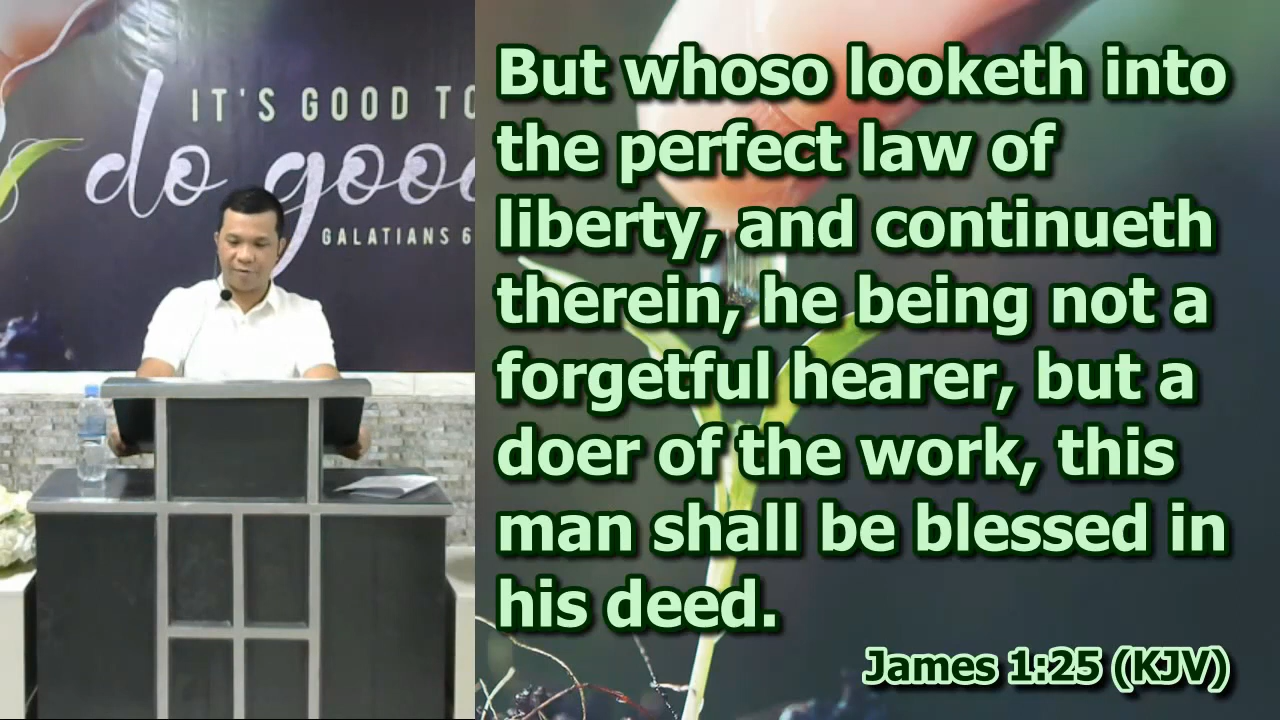 IT'S GOOD TO
do good
GALATIANS 6
But whoso looketh into
the perfect law of
liberty, and continueth
therein, he being not a
forgetful hearer, but a
doer of the work, this
man shall be blessed in
his deed.
James 1:25 (KJV)